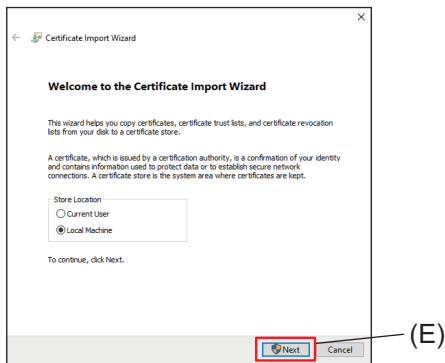 Certificate Import Wizard
Welcome to the Certificate Import Wizard
This wizard helps you copy certificates, certificate trust lists, and certificate revocation
lists from your disk to a certificate store.
A certificate, which is issued by a certification authority, is a confirmation of your identity
and contains information used to protect data or to establish secure network
connections. A certificate store is the system area where certificates are kept.
Store Location
Current User
Local Machine
To continue, click Next.
(E)
Next Cancel